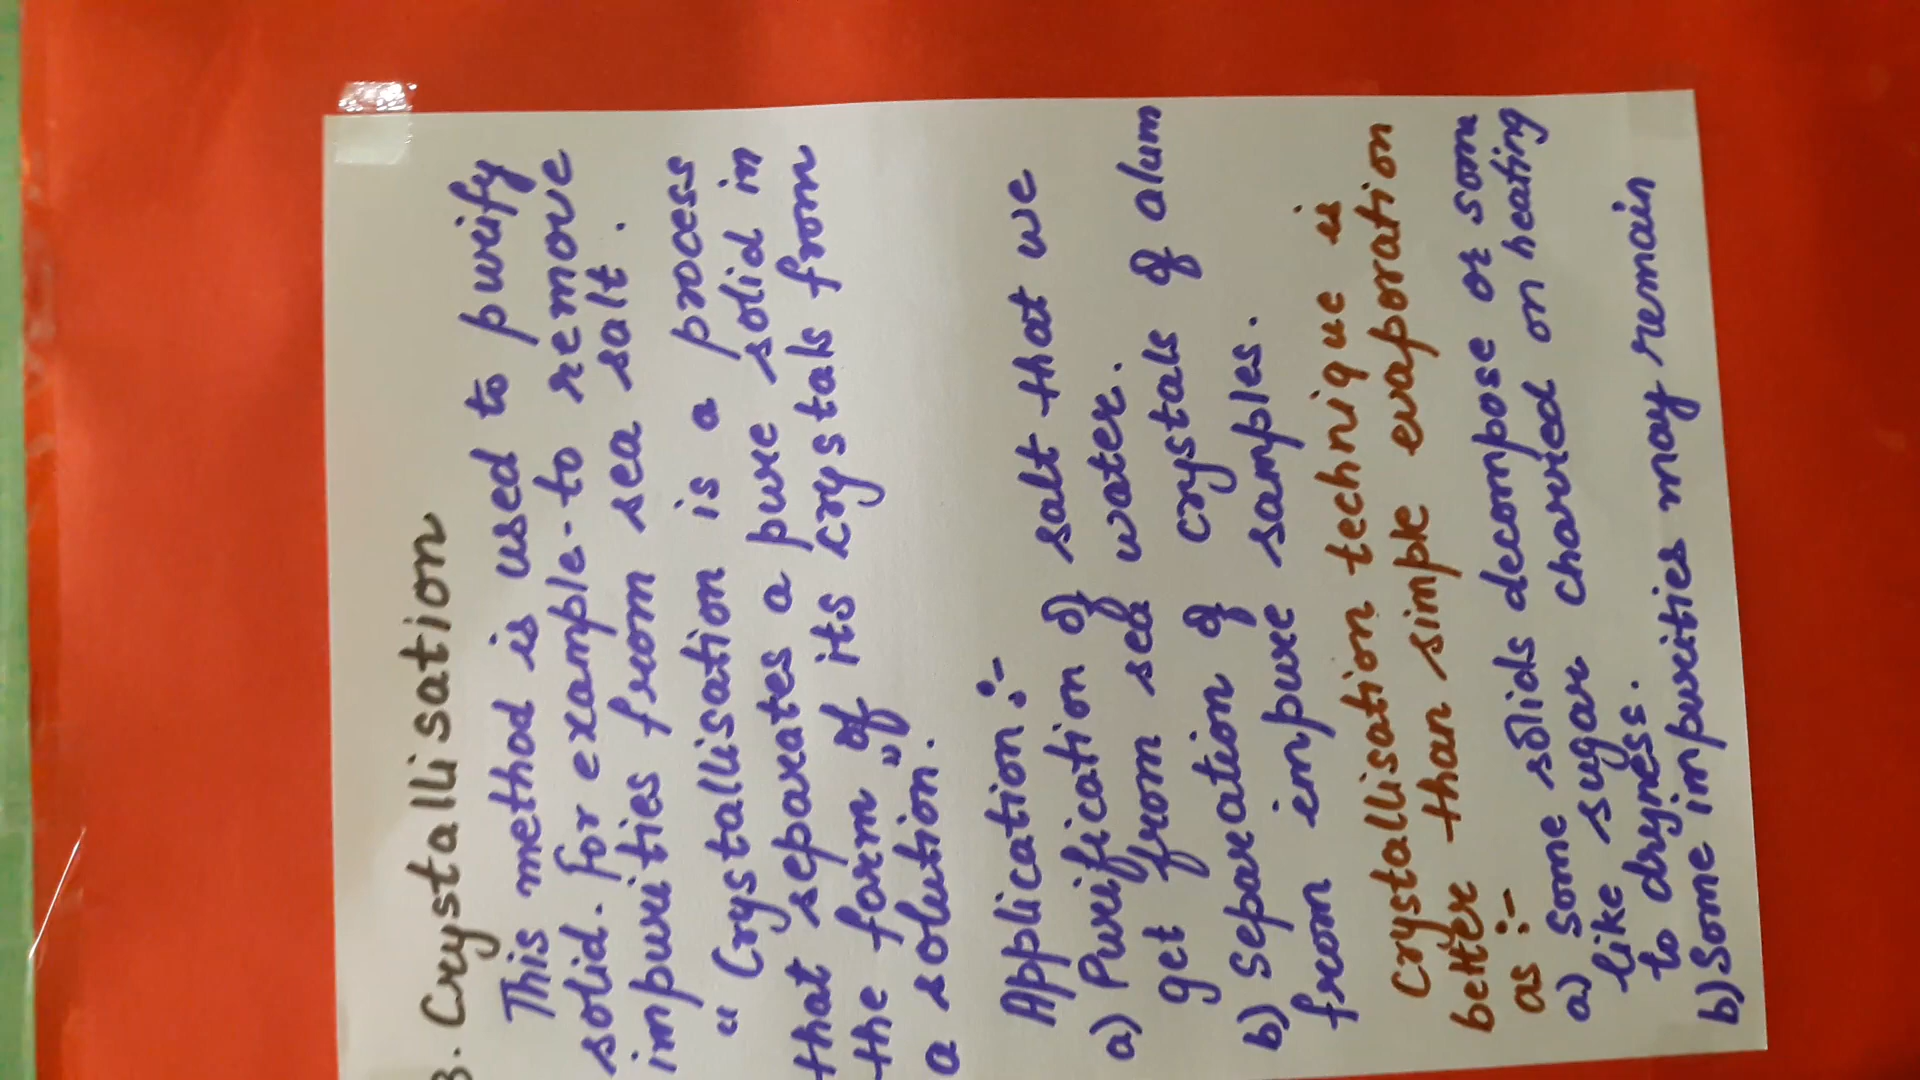 3. Crystallisation
This method is used to purify
solid. For example-to remove
impurities from sea salt.
"Crystallisation is a process
that separates a pure solid in
the form of its crystals from
a solution."
Application:-
a) Purification of salt that we
get from sea water.
b) Separation of crystals of alum
from impure samples.
Crystallisation technique is
better than simple evaporation
as :-
a) some solids decompose or som
like sugar charred on heating
to dryness.
b) Some impurities may remain